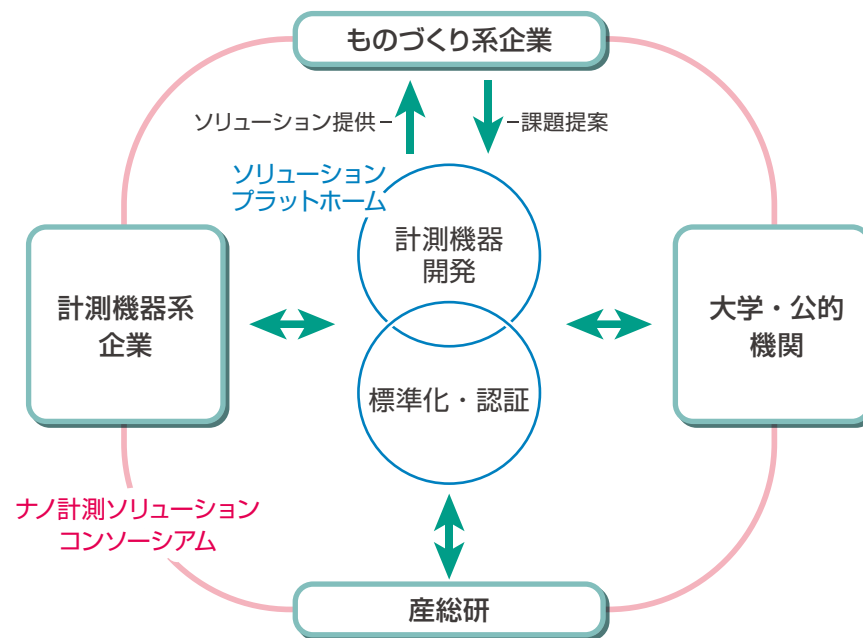 ものづくり系企業
ソリューション提供
課題提案
ソリューション
プラットホーム
計測機器
開発
計測機器系
企業
大学・公的
機関
標準化・認証
ナノ計測ソリューション
コンソーシアム
産総研